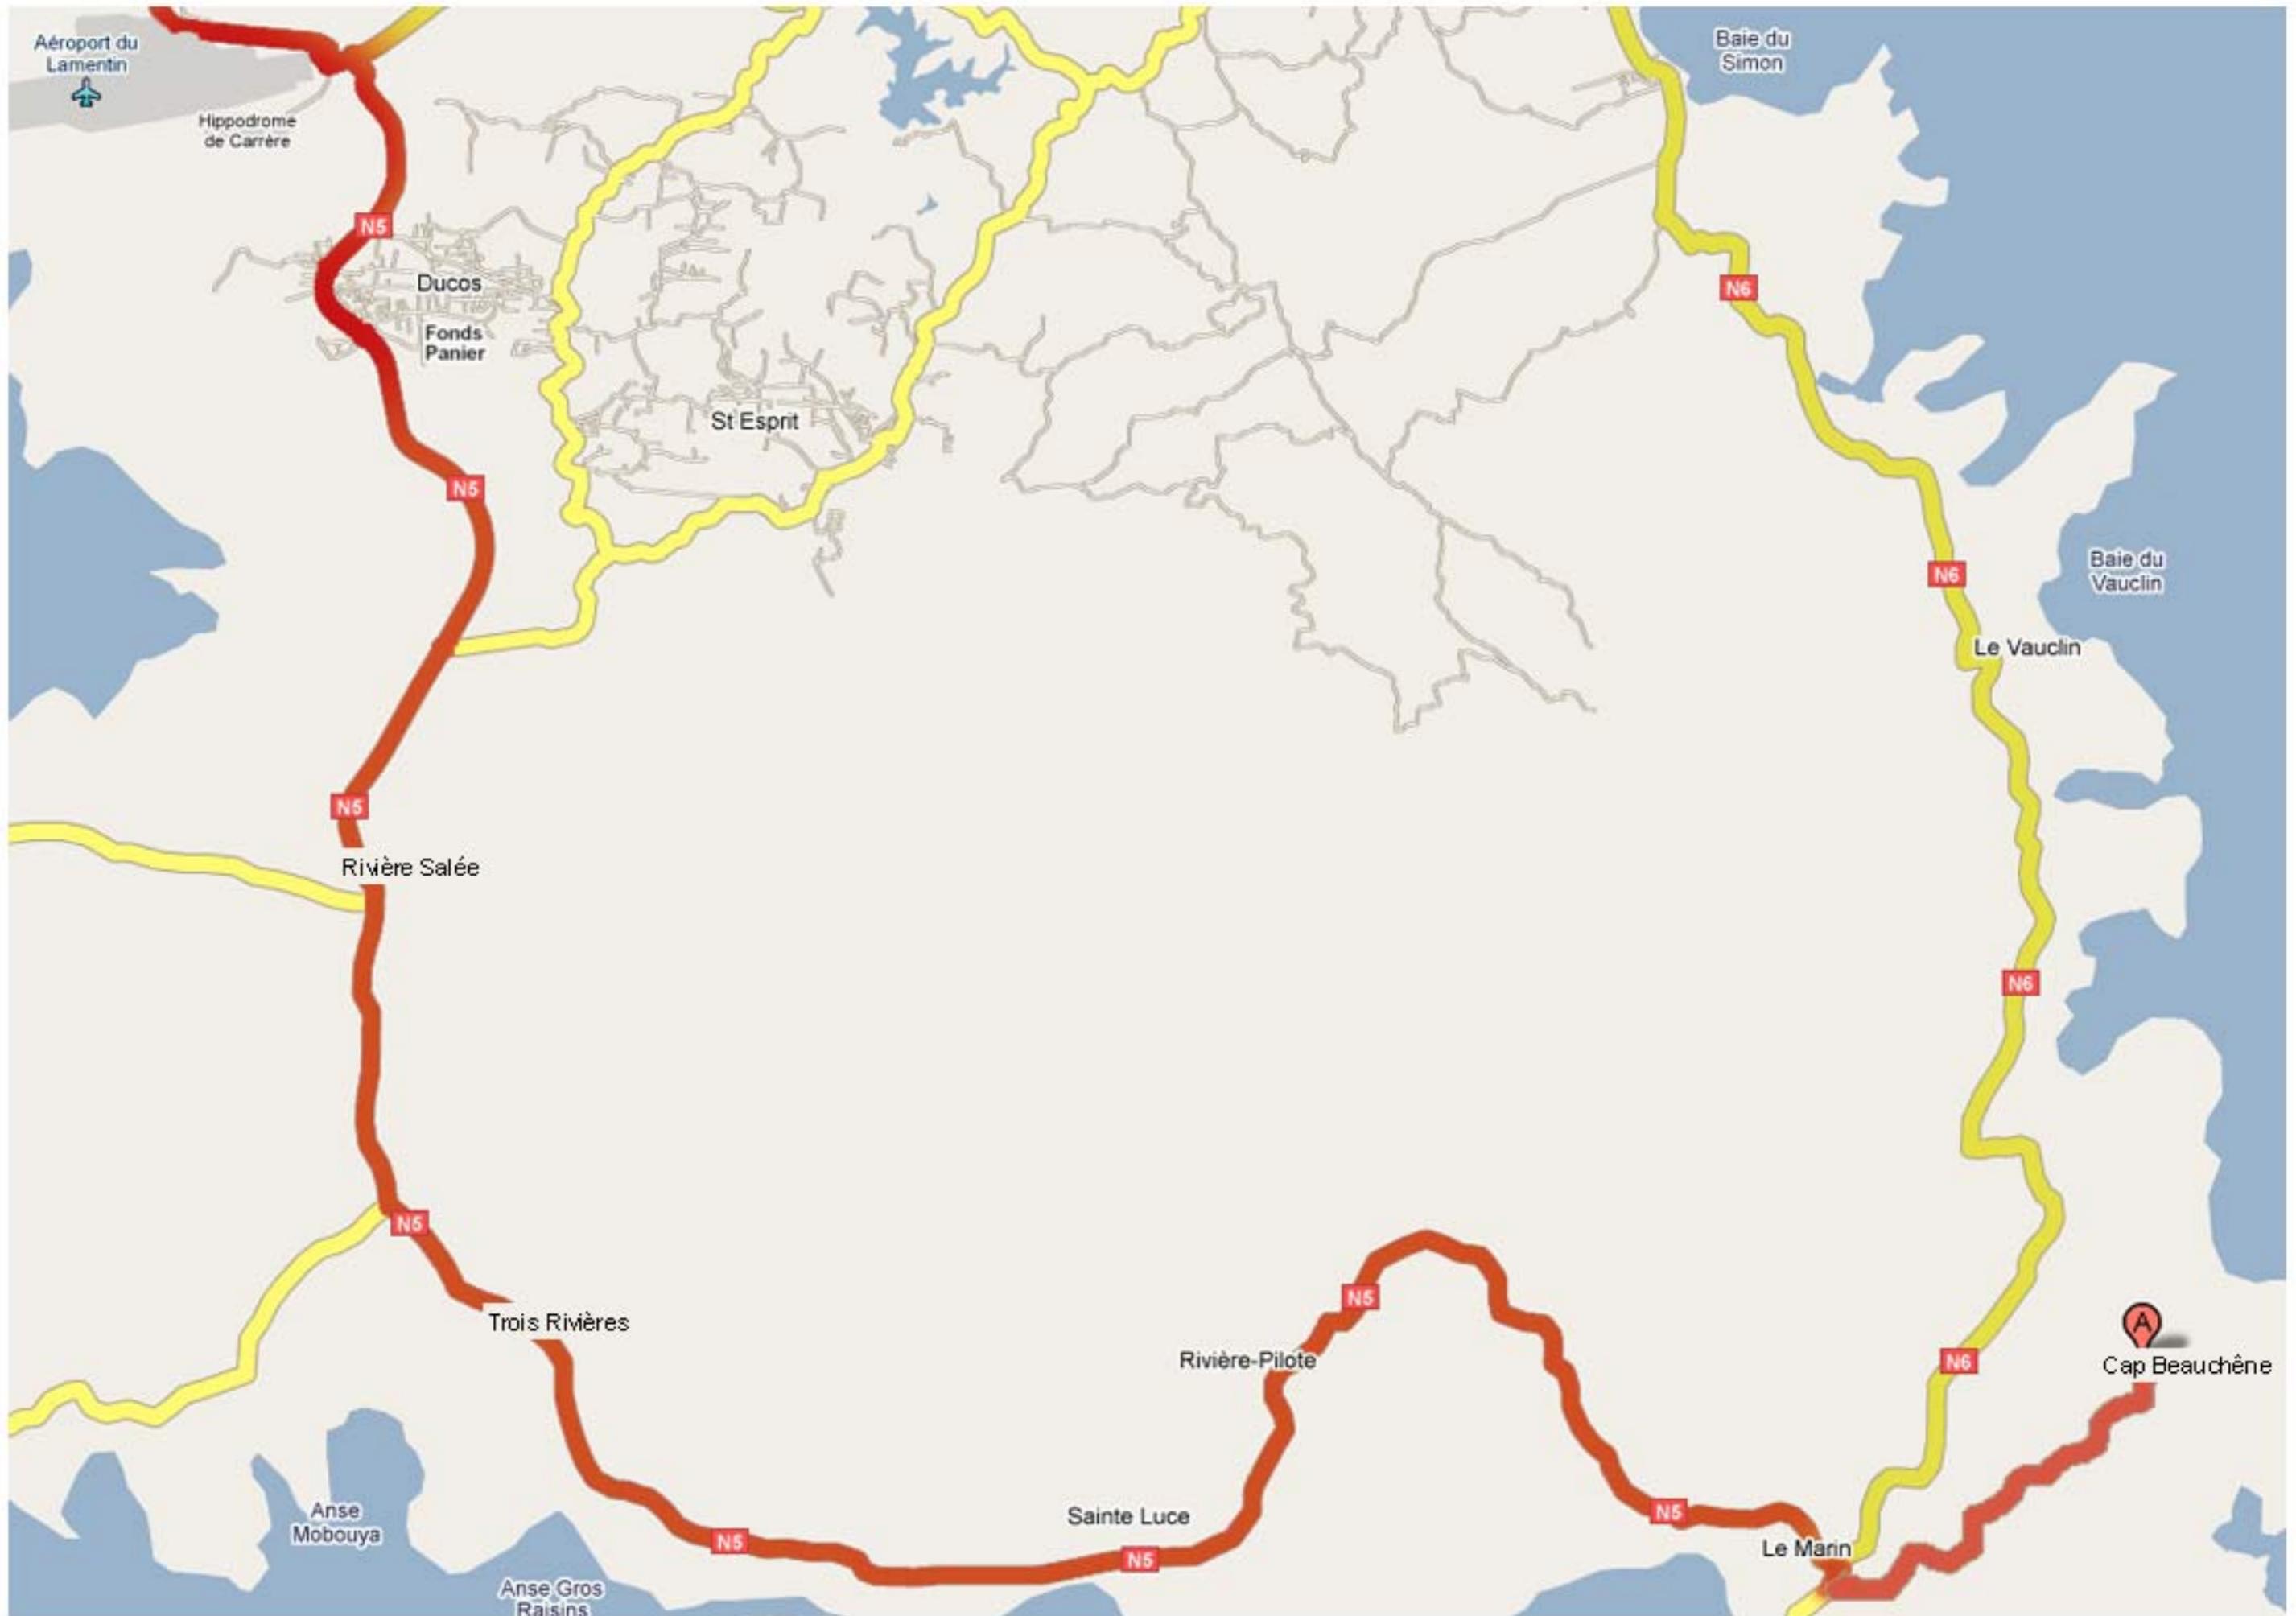 Aéroport du
Lamentin
Baie du
Simon
Hippodrome
de Carrère
N5
Ducos
N6
Fonds
Panier
St Esprit
N5
Baie du
Vauclin
N6
Le Vauclin
N5
Rivière Salée
N6
N5
N5
Trois Rivières
A
Rivière-Pilote
N6
Cap Beauchêne
Anse
Mobouya
N5
Sainte Luce
N5
N5
Le Marin
Anse Gros
Raisins